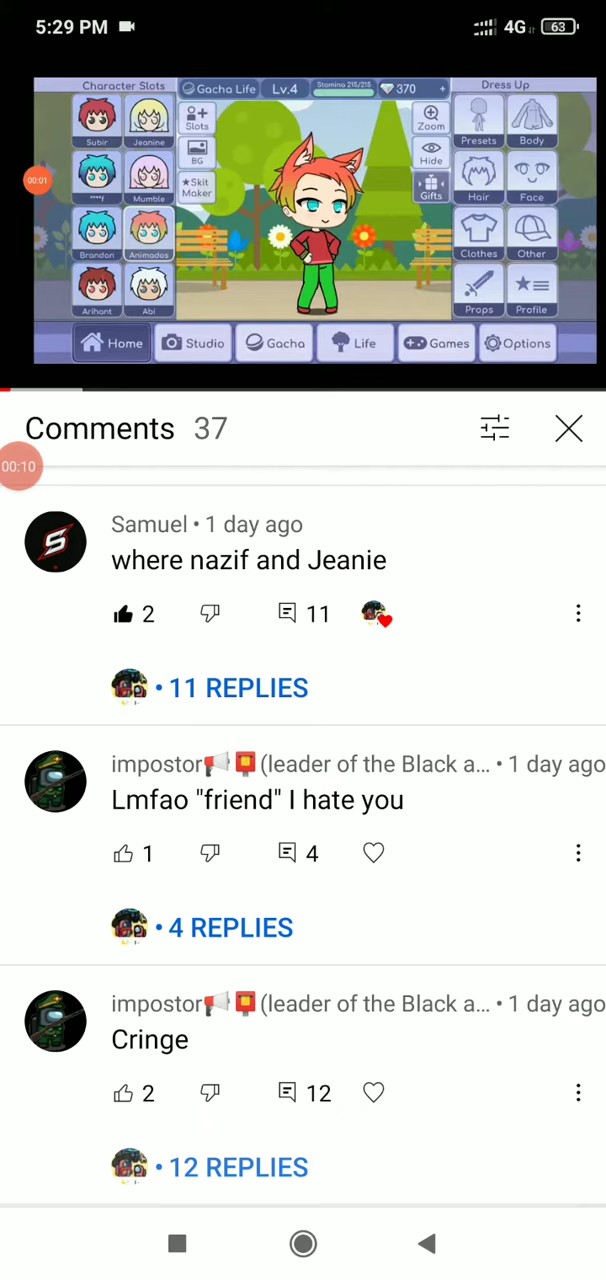 5:29 PM
4G
63
Character Slots
Gacha Life
Lv.4
Stamina 215/215
370
+
Dress Up
Slots
Zoom
Subir
Jeanine
Presets
Body
BG
Hide
00:01
****f
Mumble
★Skit Maker
Gifts
Hair
Face
Brandon
Animados
Clothes
Other
Arihant
Abi
Props
Profile
Home
Studio
Gacha
Life
Games
Options
Comments 37
00:10
Samuel • 1 day ago
where nazif and Jeanie
2
11
• 11 REPLIES
impostor📢📮(leader of the Black a... • 1 day ago
Lmfao "friend" I hate you
1
4
• 4 REPLIES
impostor📢📮(leader of the Black a... • 1 day ago
Cringe
2
12
• 12 REPLIES